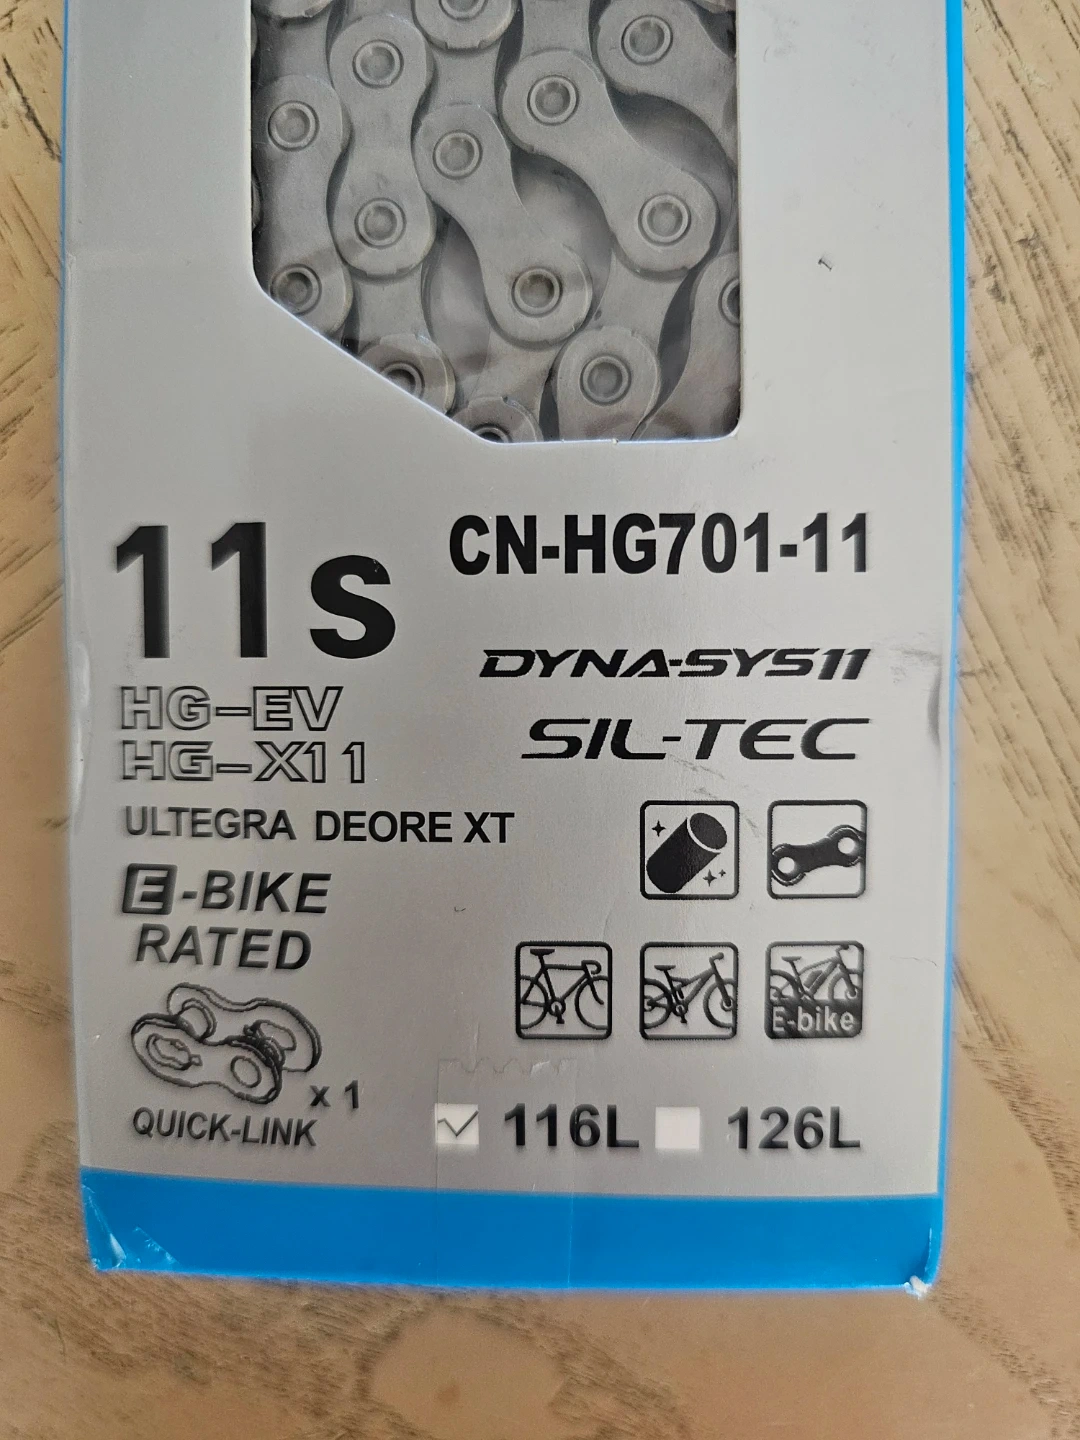 11s
CN-HG701-11
HG-EV
HG-X11
DYNA-SYS11
SIL-TEC
ULTEGRA DEORE XT
E-BIKE
RATED
E-bike
x 1
QUICK-LINK
116L
126L